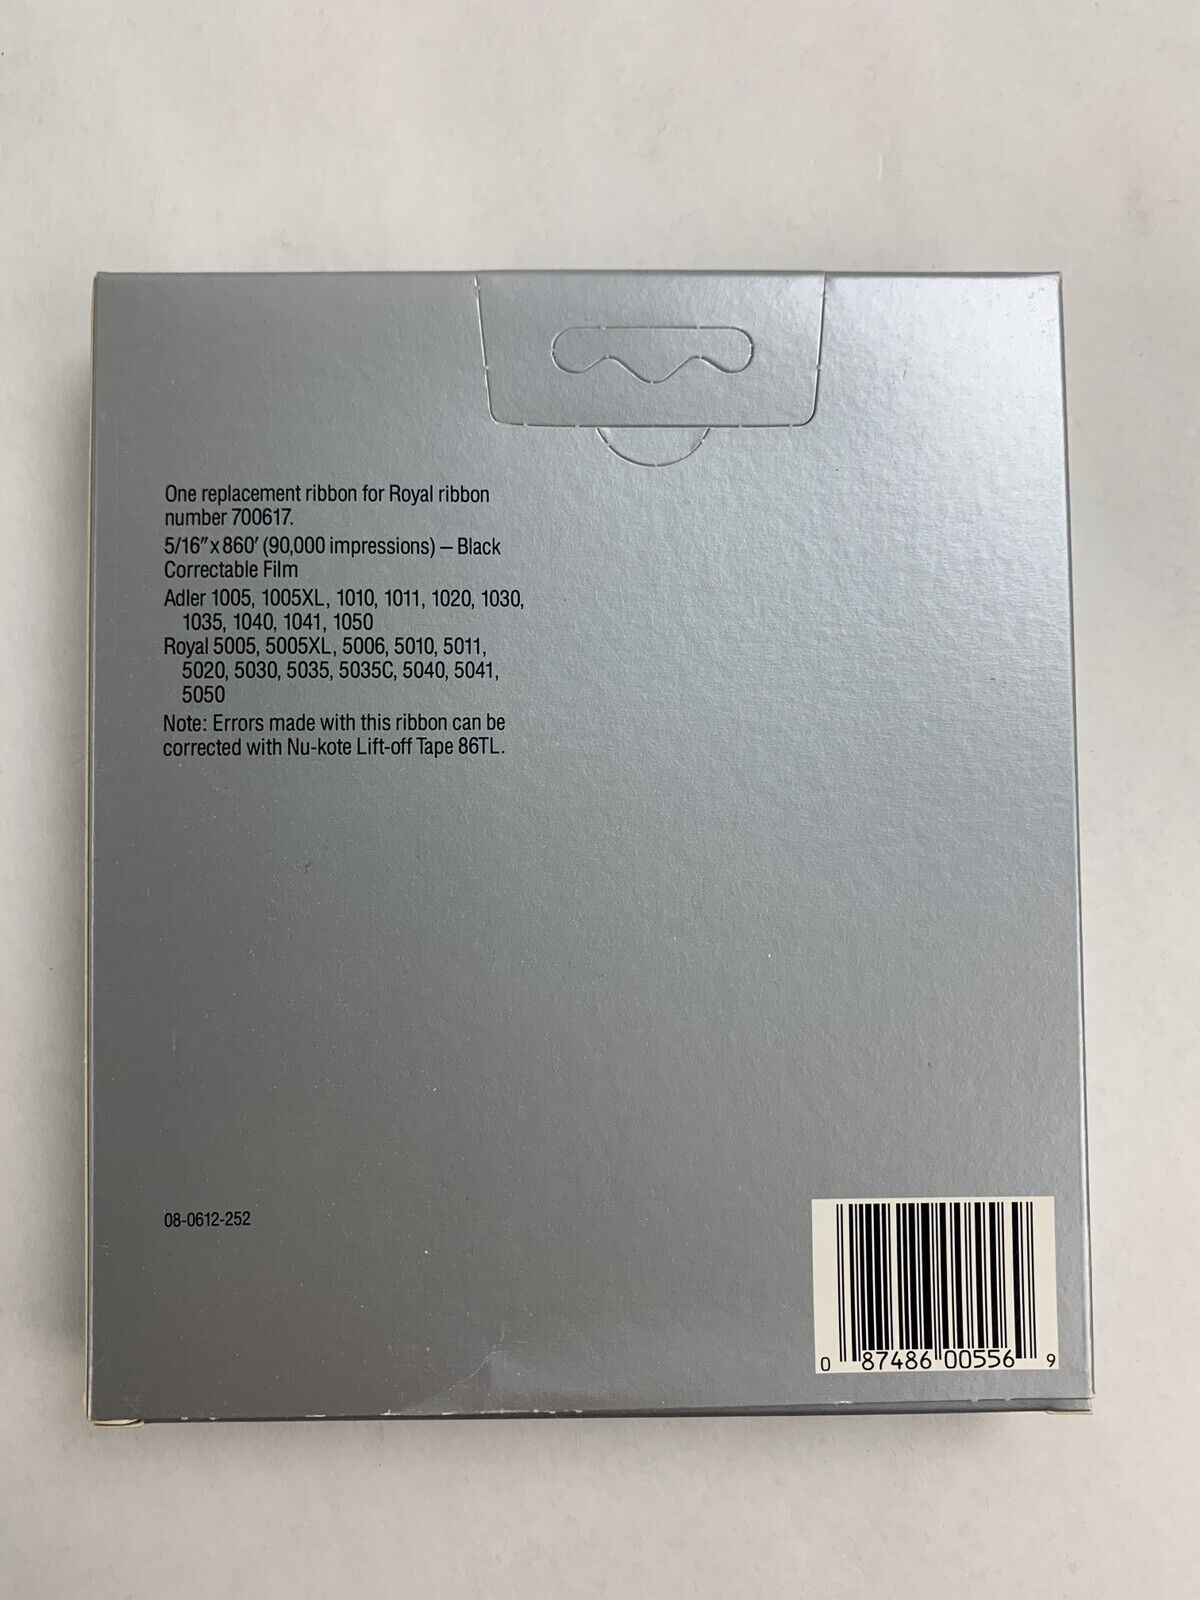 One replacement ribbon for Royal ribbon
number 700617.
5/16″ x 860′ (90,000 impressions) – Black
Correctable Film
Adler 1005, 1005XL, 1010, 1011, 1020, 1030,
1035, 1040, 1041, 1050
Royal 5005, 5005XL, 5006, 5010, 5011,
5020, 5030, 5035, 5035C, 5040, 5041,
5050
Note: Errors made with this ribbon can be
corrected with Nu-kote Lift-off Tape 86TL.
08-0612-252
0 87486 00556 9